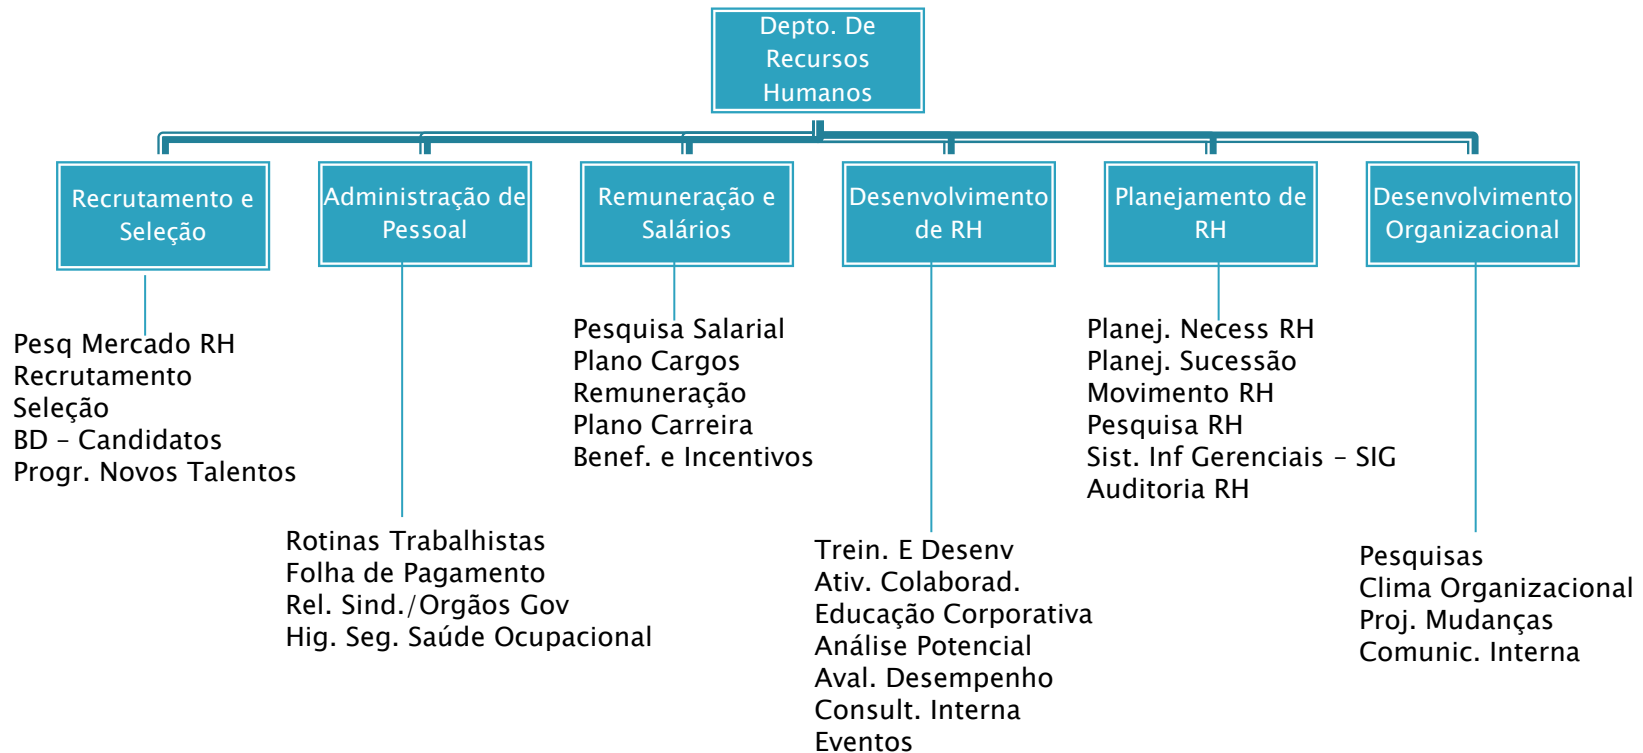 Depto. De
Recursos
Humanos
Recrutamento e
Seleção
Administração de
Pessoal
Remuneração e
Salários
Desenvolvimento
de RH
Planejamento de
RH
Desenvolvimento
Organizacional
Pesq Mercado RH
Recrutamento
Seleção
BD – Candidatos
Progr. Novos Talentos
Rotinas Trabalhistas
Folha de Pagamento
Rel. Sind./Orgãos Gov
Hig. Seg. Saúde Ocupacional
Pesquisa Salarial
Plano Cargos
Remuneração
Plano Carreira
Benef. e Incentivos
Trein. E Desenv
Ativ. Colaborad.
Educação Corporativa
Análise Potencial
Aval. Desempenho
Consult. Interna
Eventos
Planej. Necess RH
Planej. Sucessão
Movimento RH
Pesquisa RH
Sist. Inf Gerenciais – SIG
Auditoria RH
Pesquisas
Clima Organizacional
Proj. Mudanças
Comunic. Interna